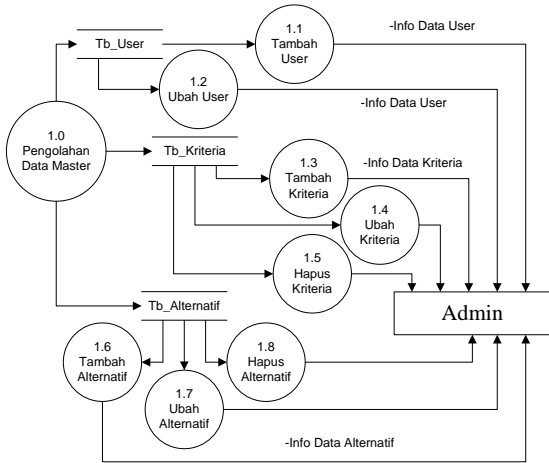 1.1
Tambah
User
-Info Data User
Tb_User
1.2
Ubah User
-Info Data User
1.0
Pengolahan
Data Master
Tb_Kriteria
1.3
Tambah
Kriteria
-Info Data Kriteria
1.4
Ubah
Kriteria
1.5
Hapus
Kriteria
Tb_Alternatif
Admin
1.6
Tambah
Alternatif
1.8
Hapus
Alternatif
1.7
Ubah
Alternatif
-Info Data Alternatif